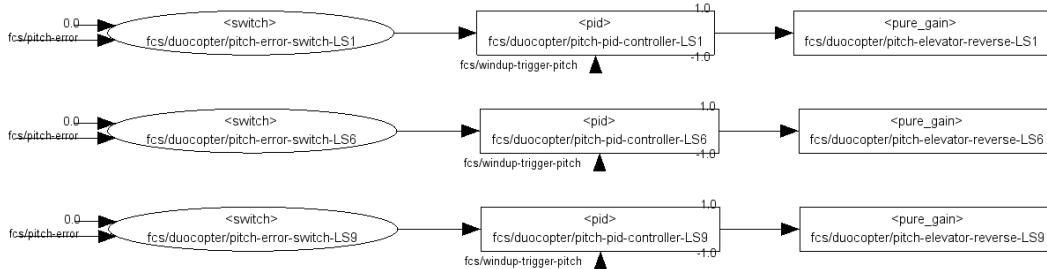 0.0
fcs/pitch-error
<switch>
fcs/duocopter/pitch-error-switch-LS1
<pid>
fcs/duocopter/pitch-pid-controller-LS1
1.0
-1.0
fcs/windup-trigger-pitch
<pure_gain>
fcs/duocopter/pitch-elevator-reverse-LS1
0.0
fcs/pitch-error
<switch>
fcs/duocopter/pitch-error-switch-LS6
<pid>
fcs/duocopter/pitch-pid-controller-LS6
1.0
-1.0
fcs/windup-trigger-pitch
<pure_gain>
fcs/duocopter/pitch-elevator-reverse-LS6
0.0
fcs/pitch-error
<switch>
fcs/duocopter/pitch-error-switch-LS9
<pid>
fcs/duocopter/pitch-pid-controller-LS9
1.0
-1.0
fcs/windup-trigger-pitch
<pure_gain>
fcs/duocopter/pitch-elevator-reverse-LS9